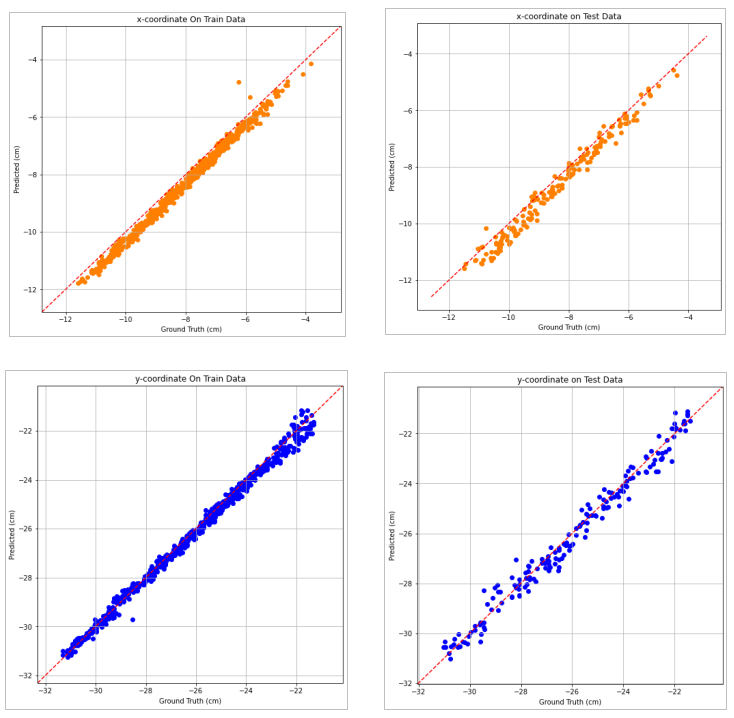 x-coordinate On Train Data
−4
−6
−8
−10
−12
Predicted (cm)
−12 −10 −8 −6 −4
Ground Truth (cm)
x-coordinate on Test Data
−4
−6
−8
−10
−12
Predicted (cm)
−12 −10 −8 −6 −4
Ground Truth (cm)
y-coordinate On Train Data
−22
−24
−26
−28
−30
−32
Predicted (cm)
−32 −30 −28 −26 −24 −22
Ground Truth (cm)
y-coordinate on Test Data
−22
−24
−26
−28
−30
−32
Predicted (cm)
−32 −30 −28 −26 −24 −22
Ground Truth (cm)